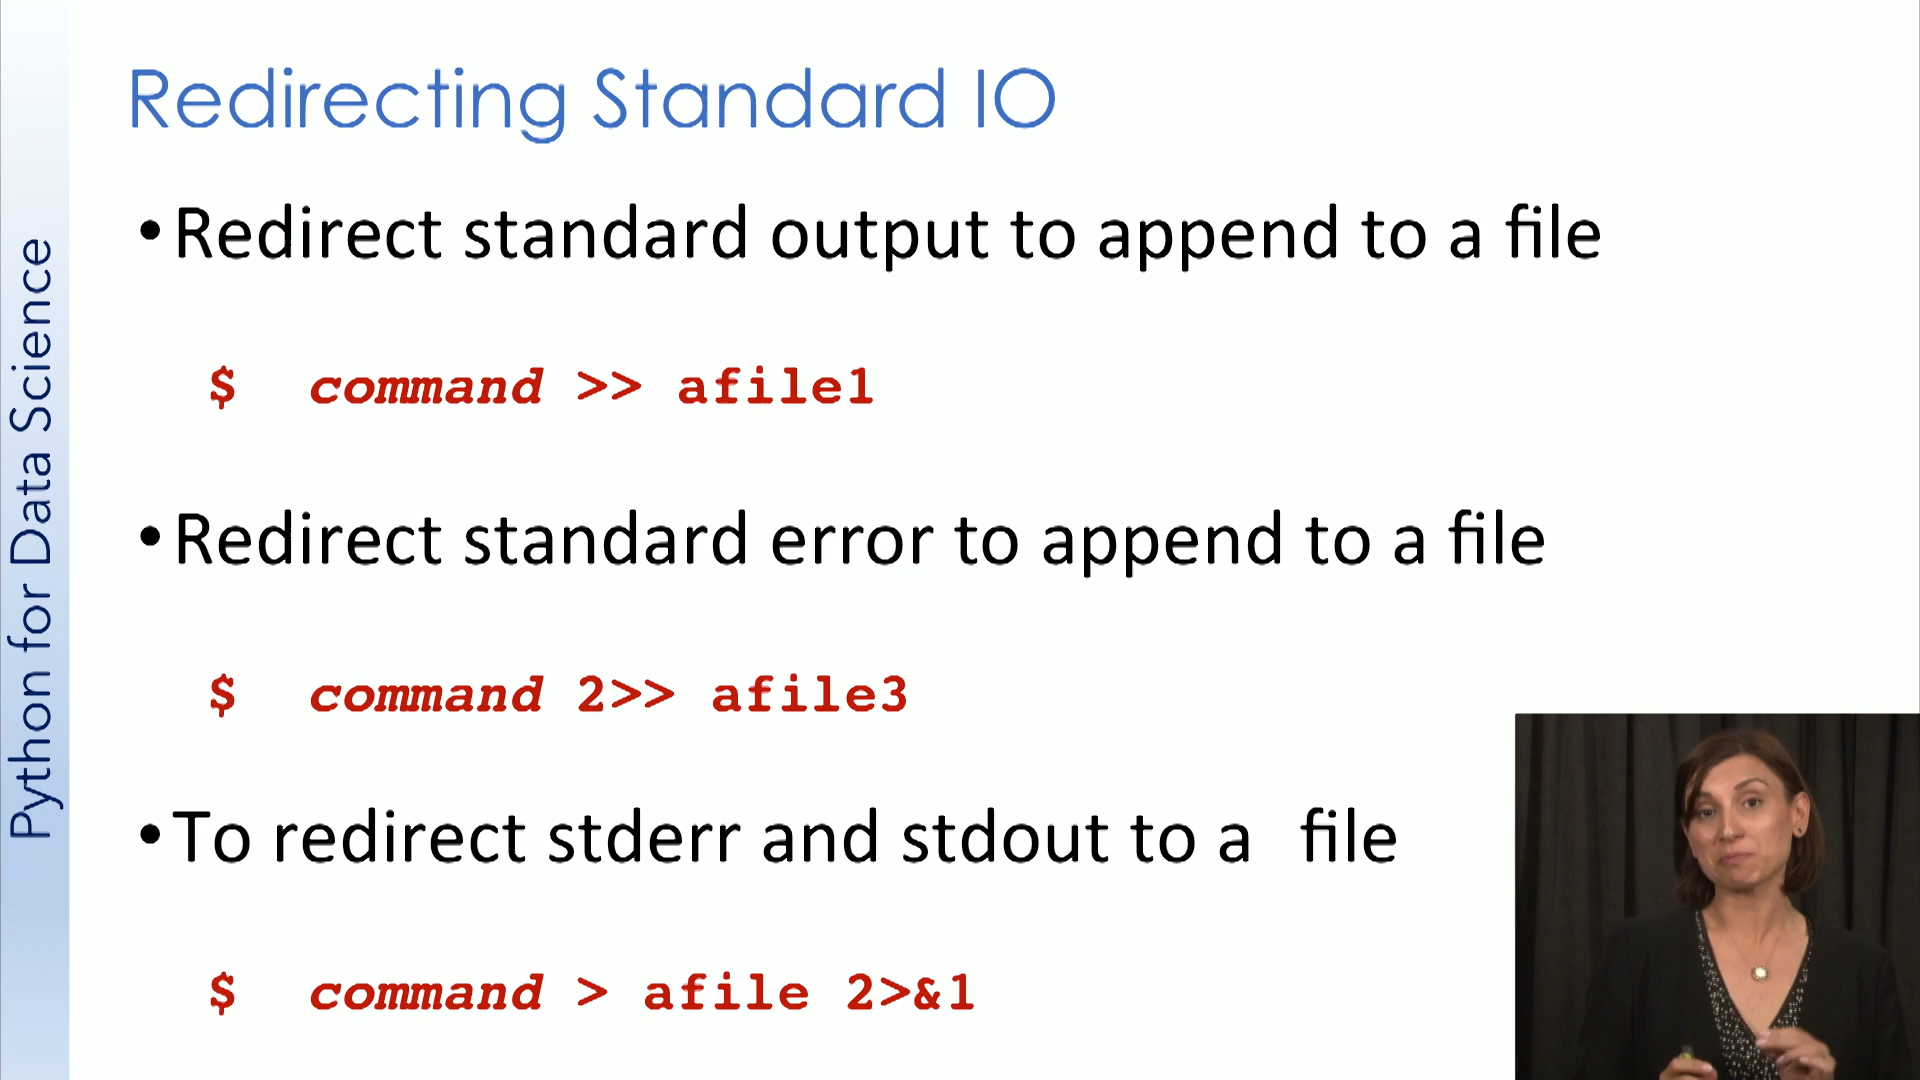 Redirecting Standard IO
•Redirect standard output to append to a file
$ command >> afile1
•Redirect standard error to append to a file
$ command 2>> afile3
•To redirect stderr and stdout to a file
$ command > afile 2>&1
Python for Data Science